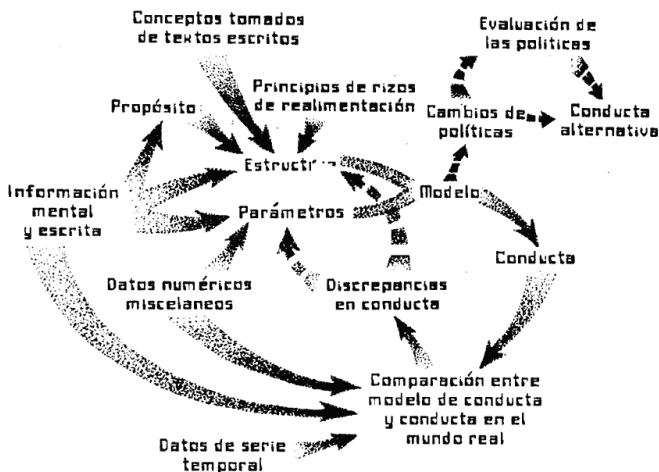 Conceptos tomados
de textos escritos
Evaluación de
las políticas
Propósito
Principios de rizos
de realimentación
Cambios de
políticas
Conducta
alternativa
Información
mental
y escrita
Parámetros
Modelo
Conducta
Datos numéricos
miscelaneos
Discrepancias
en conducta
Comparación entre
modelo de conducta
y conducta en el
mundo real
Datos de serie
temporal